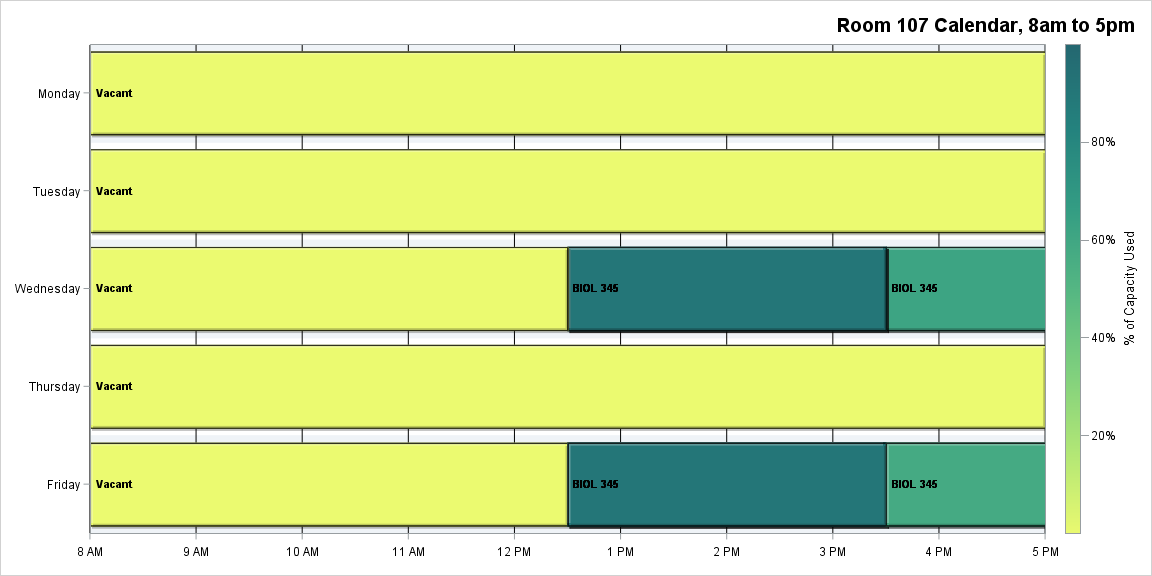 Room 107 Calendar, 8am to 5pm
Monday
Vacant
Tuesday
Vacant
Wednesday
Vacant
BIOL 345
BIOL 345
Thursday
Vacant
Friday
Vacant
BIOL 345
BIOL 345
8 AM
9 AM
10 AM
11 AM
12 PM
1 PM
2 PM
3 PM
4 PM
5 PM
80%
60%
40%
20%
% of Capacity Used